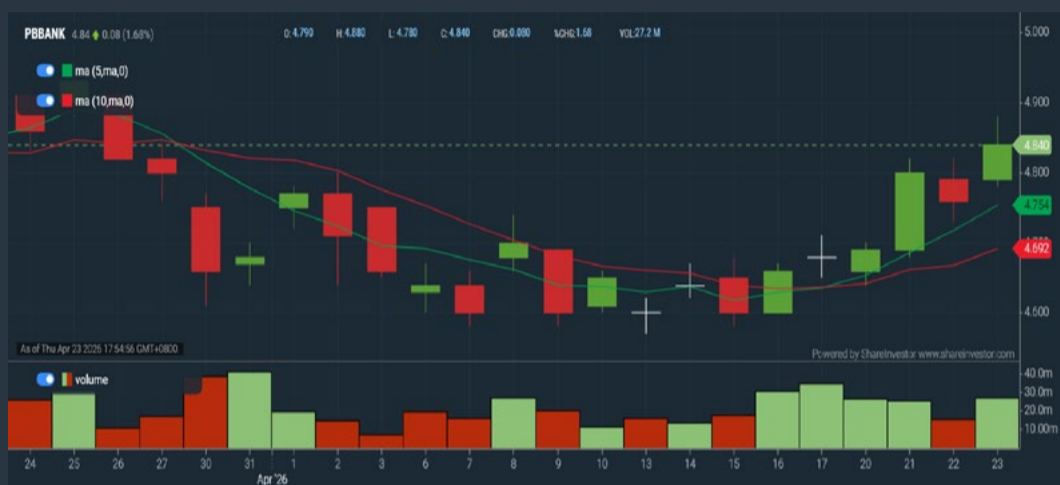 PBBANK 4.84 0.08 (1.68%) O: 4.790 H: 4.880 L: 4.780 C: 4.840 CHG:0.080 %CHG:1.68 VOL:27.2 M
ma (5,ma,0)
ma (10,ma,0)
5.000
4.900
4.840
4.800
4.754
4.692
4.600
As of Thu Apr 23 2026 17:54:56 GMT+0800
Powered by ShareInvestor www.shareinvestor.com
volume
40.0m
30.0m
20.0m
10.00m
24 25 26 27 30 31 1 2 3 6 7 8 9 10 13 14 15 16 17 20 21 22 23
Apr '26